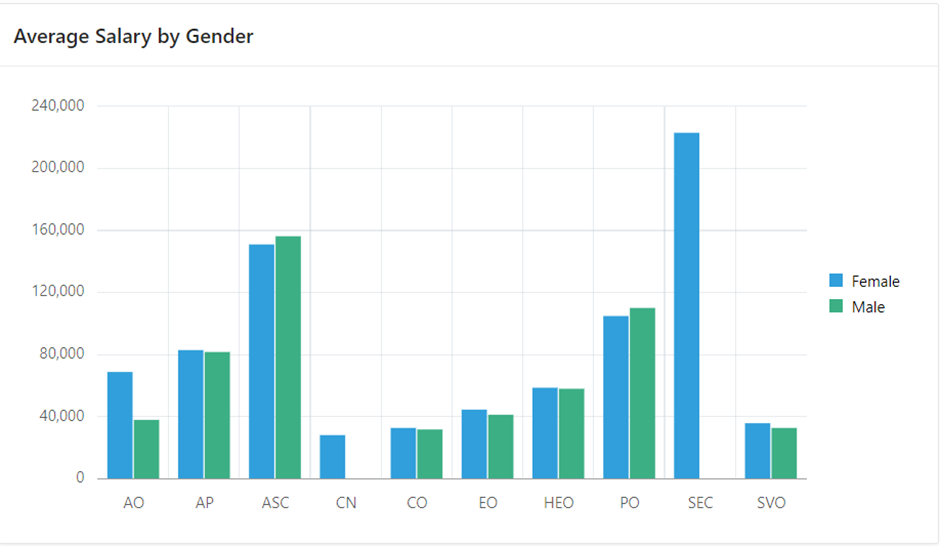 Average Salary by Gender
240,000
200,000
160,000
120,000
80,000
40,000
0
AO AP ASC CN CO EO HEO PO SEC SVO
Female
Male